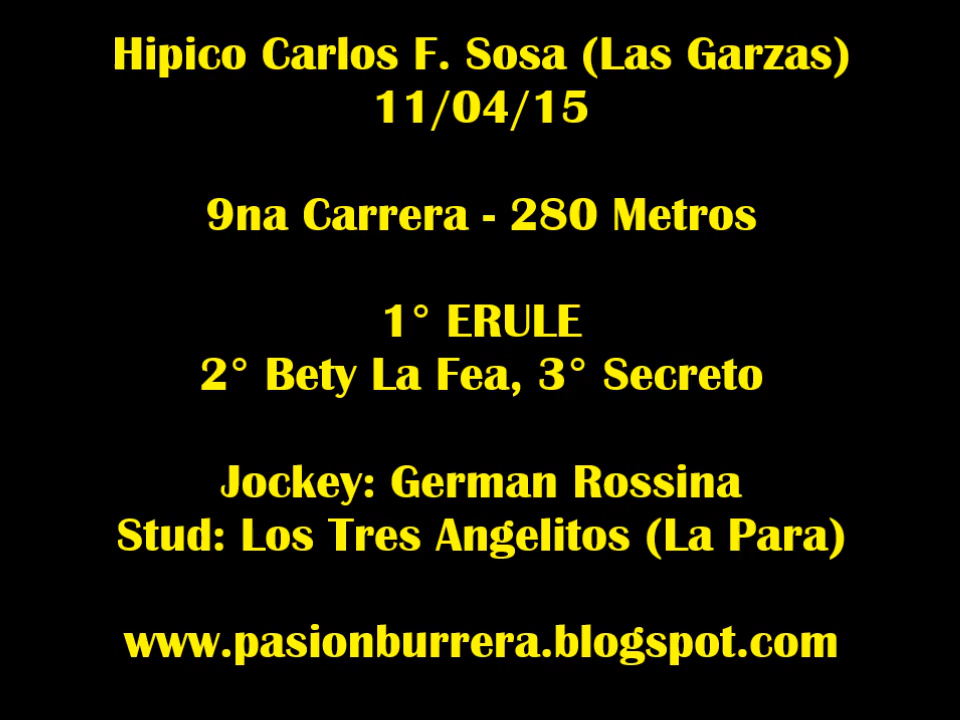 Hipico Carlos F. Sosa (Las Garzas)
11/04/15
9na Carrera - 280 Metros
1° ERULE
2° Bety La Fea, 3° Secreto
Jockey: German Rossina
Stud: Los Tres Angelitos (La Para)
www.pasionburrera.blogspot.com